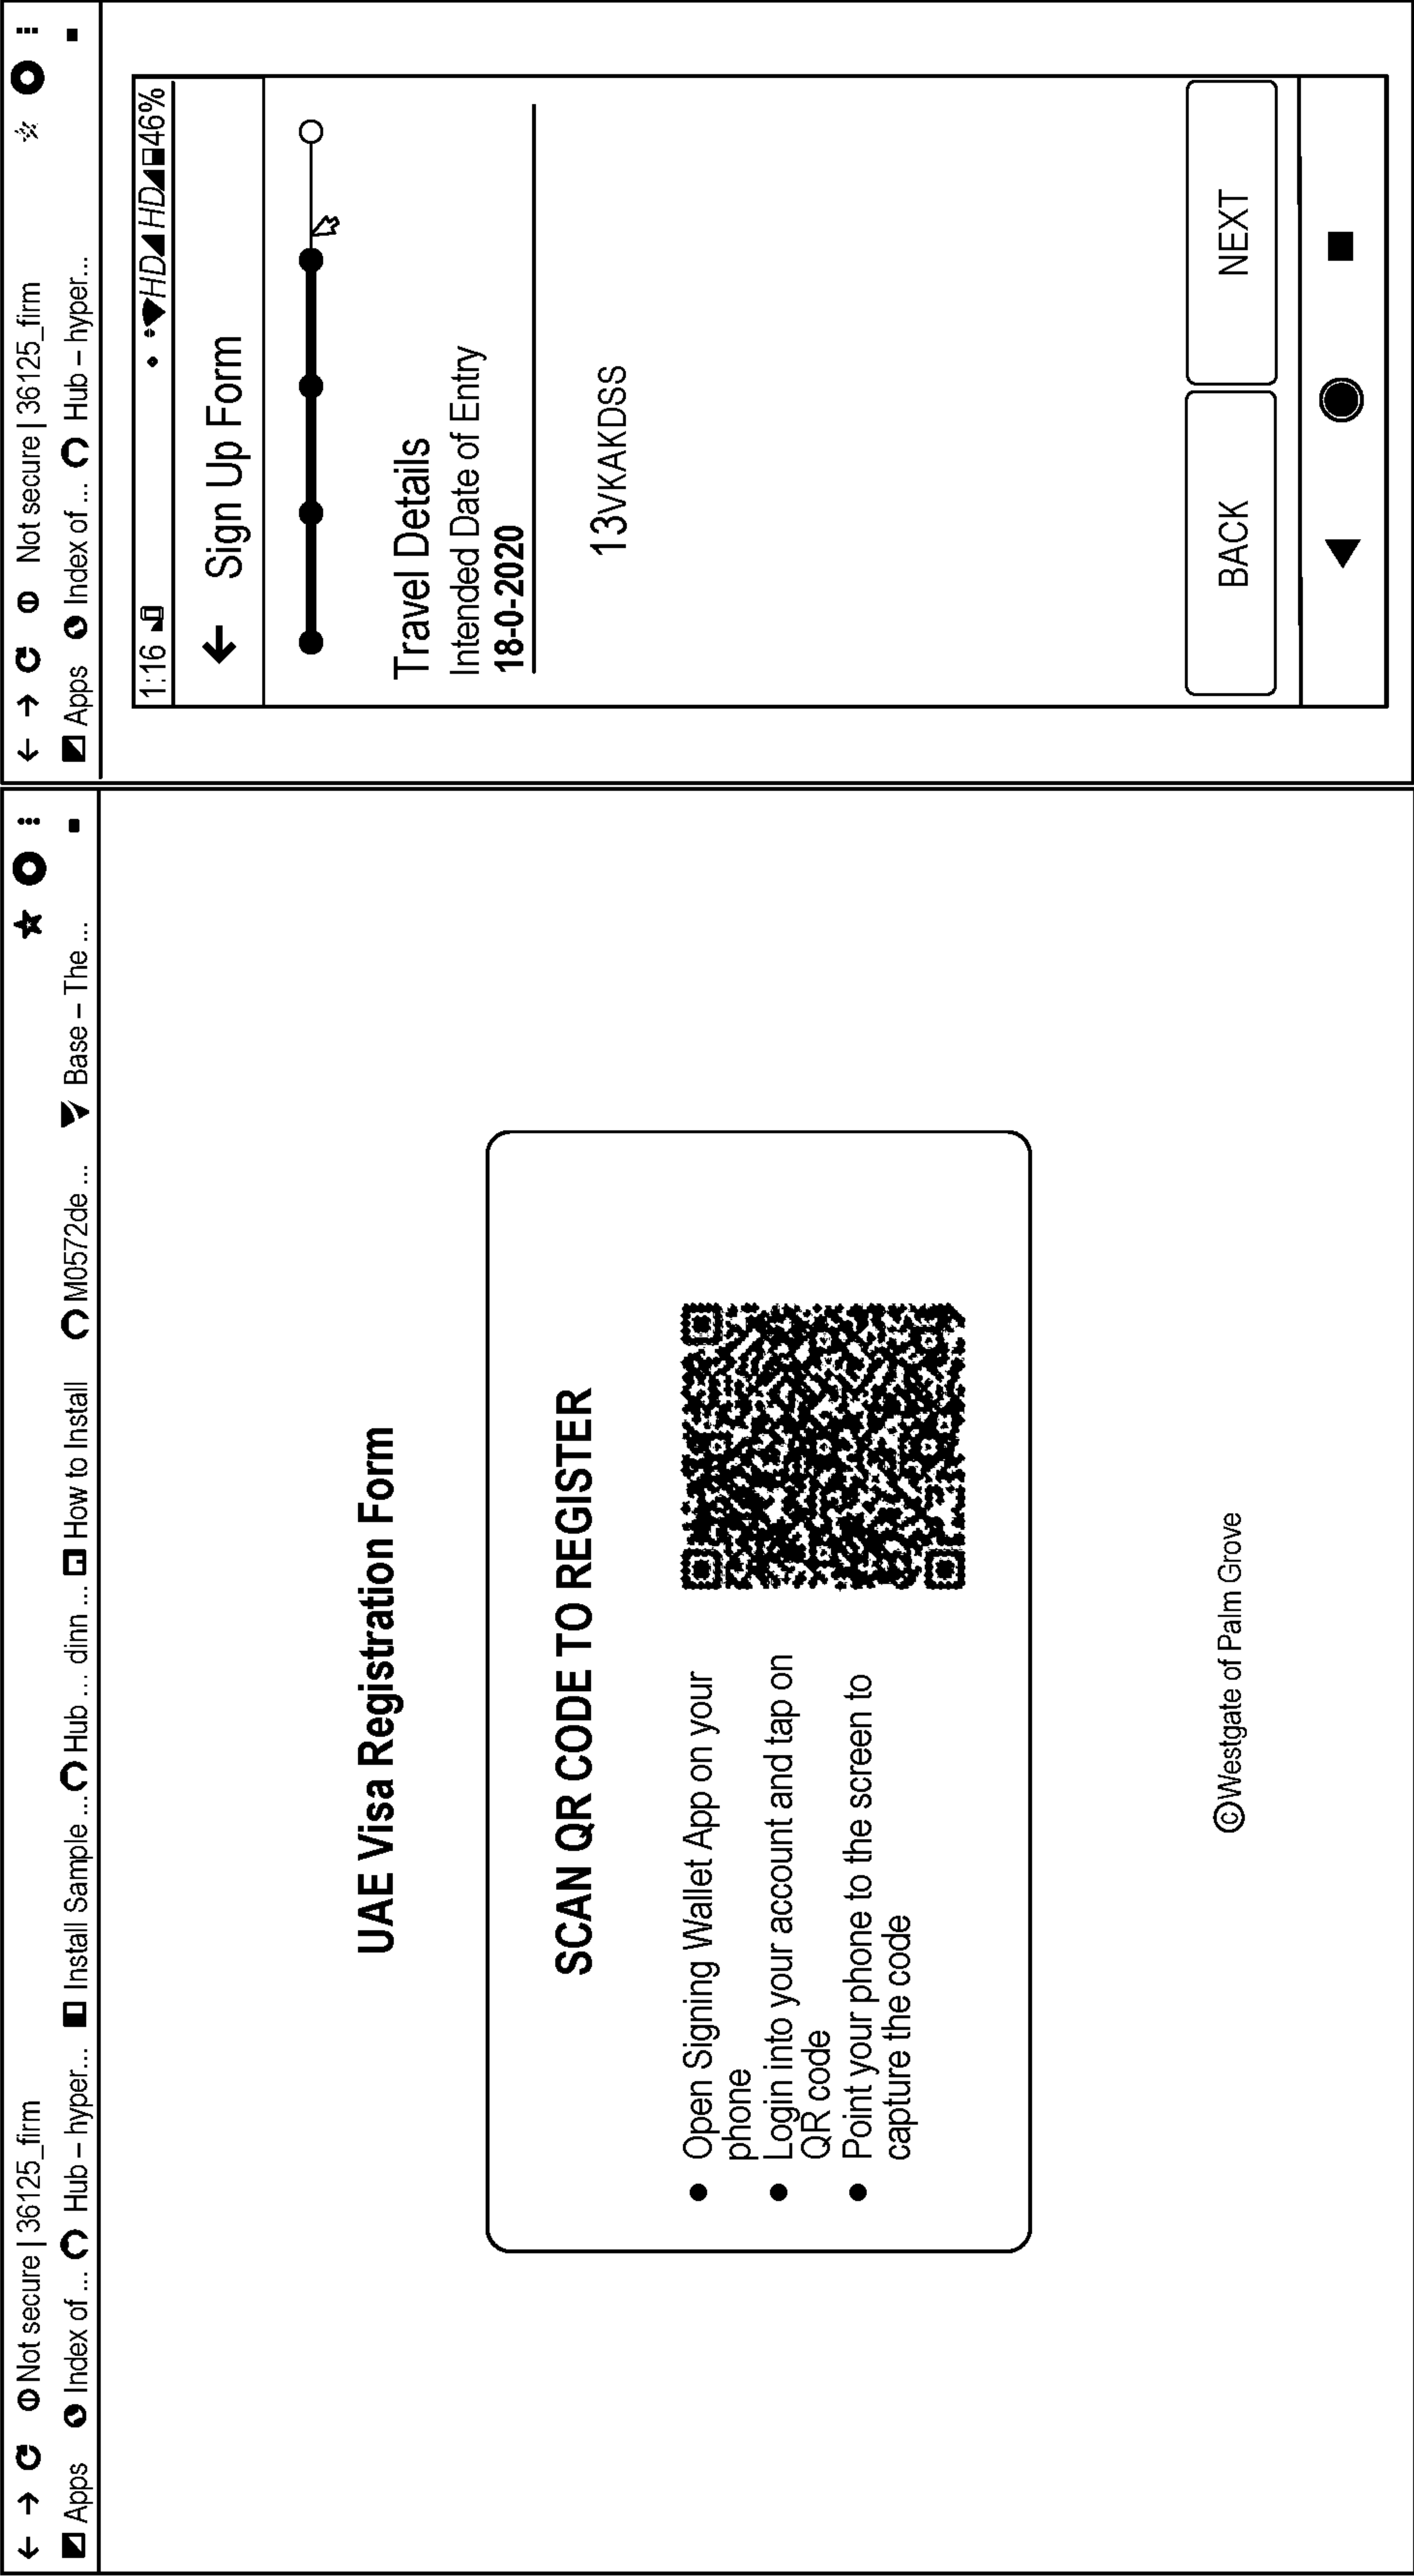 Not secure | 36125_firm
Apps Index of ... Hub – hyper... Install Sample ... Hub ... dinn ... How to Install M0572de ... Base – The ...
UAE Visa Registration Form
SCAN QR CODE TO REGISTER
● Open Signing Wallet App on your
phone
● Login into your account and tap on
QR code
● Point your phone to the screen to
capture the code
©Westgate of Palm Grove
Not secure | 36125_firm
Apps Index of ... Hub – hyper...
1:16 HD HD 46%
← Sign Up Form
Travel Details
Intended Date of Entry
18-0-2020
13VKAKDSS
BACK NEXT